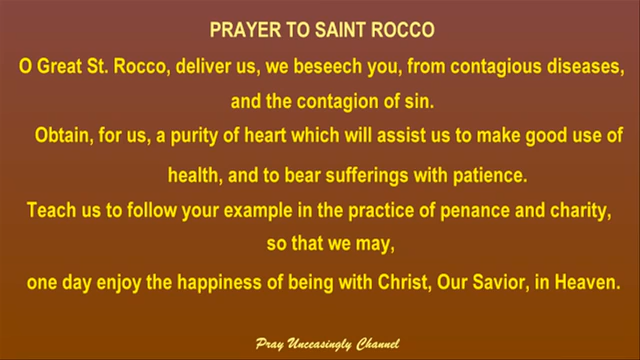 PRAYER TO SAINT ROCCO
O Great St. Rocco, deliver us, we beseech you, from contagious diseases,
and the contagion of sin.
Obtain, for us, a purity of heart which will assist us to make good use of
health, and to bear sufferings with patience.
Teach us to follow your example in the practice of penance and charity,
so that we may,
one day enjoy the happiness of being with Christ, Our Savior, in Heaven.
Pray Unceasingly Channel